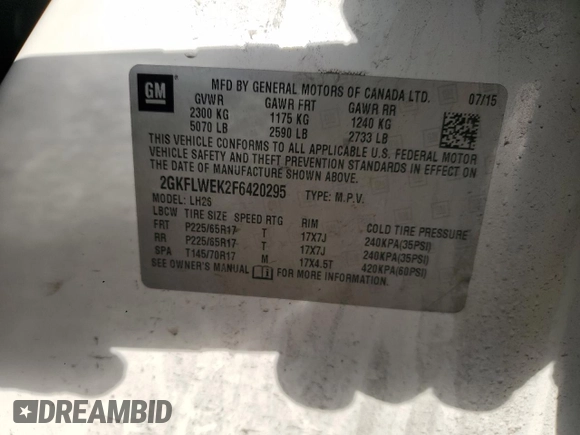 GM
MFD BY GENERAL MOTORS OF CANADA LTD. 07/15
GVWR GAWR FRT GAWR RR
2300 KG 1175 KG 1240 KG
5070 LB 2590 LB 2733 LB
THIS VEHICLE CONFORMS TO ALL APPLICABLE U.S. FEDERAL MOTOR
VEHICLE SAFETY AND THEFT PREVENTION STANDARDS IN EFFECT ON
THE DATE OF MANUFACTURE SHOWN ABOVE.
2GKFLWEK2F6420295 TYPE: M.P.V.
MODEL: LH26
LBCW TIRE SIZE SPEED RTG RIM COLD TIRE PRESSURE
FRT P225/65R17 T 17X7J 240KPA(35PSI)
RR P225/65R17 T 17X7J 240KPA(35PSI)
SPA T145/70R17 M 17X4.5T 420KPA(60PSI)
SEE OWNER'S MANUAL FOR MORE INFORMATION.
DREAMBID